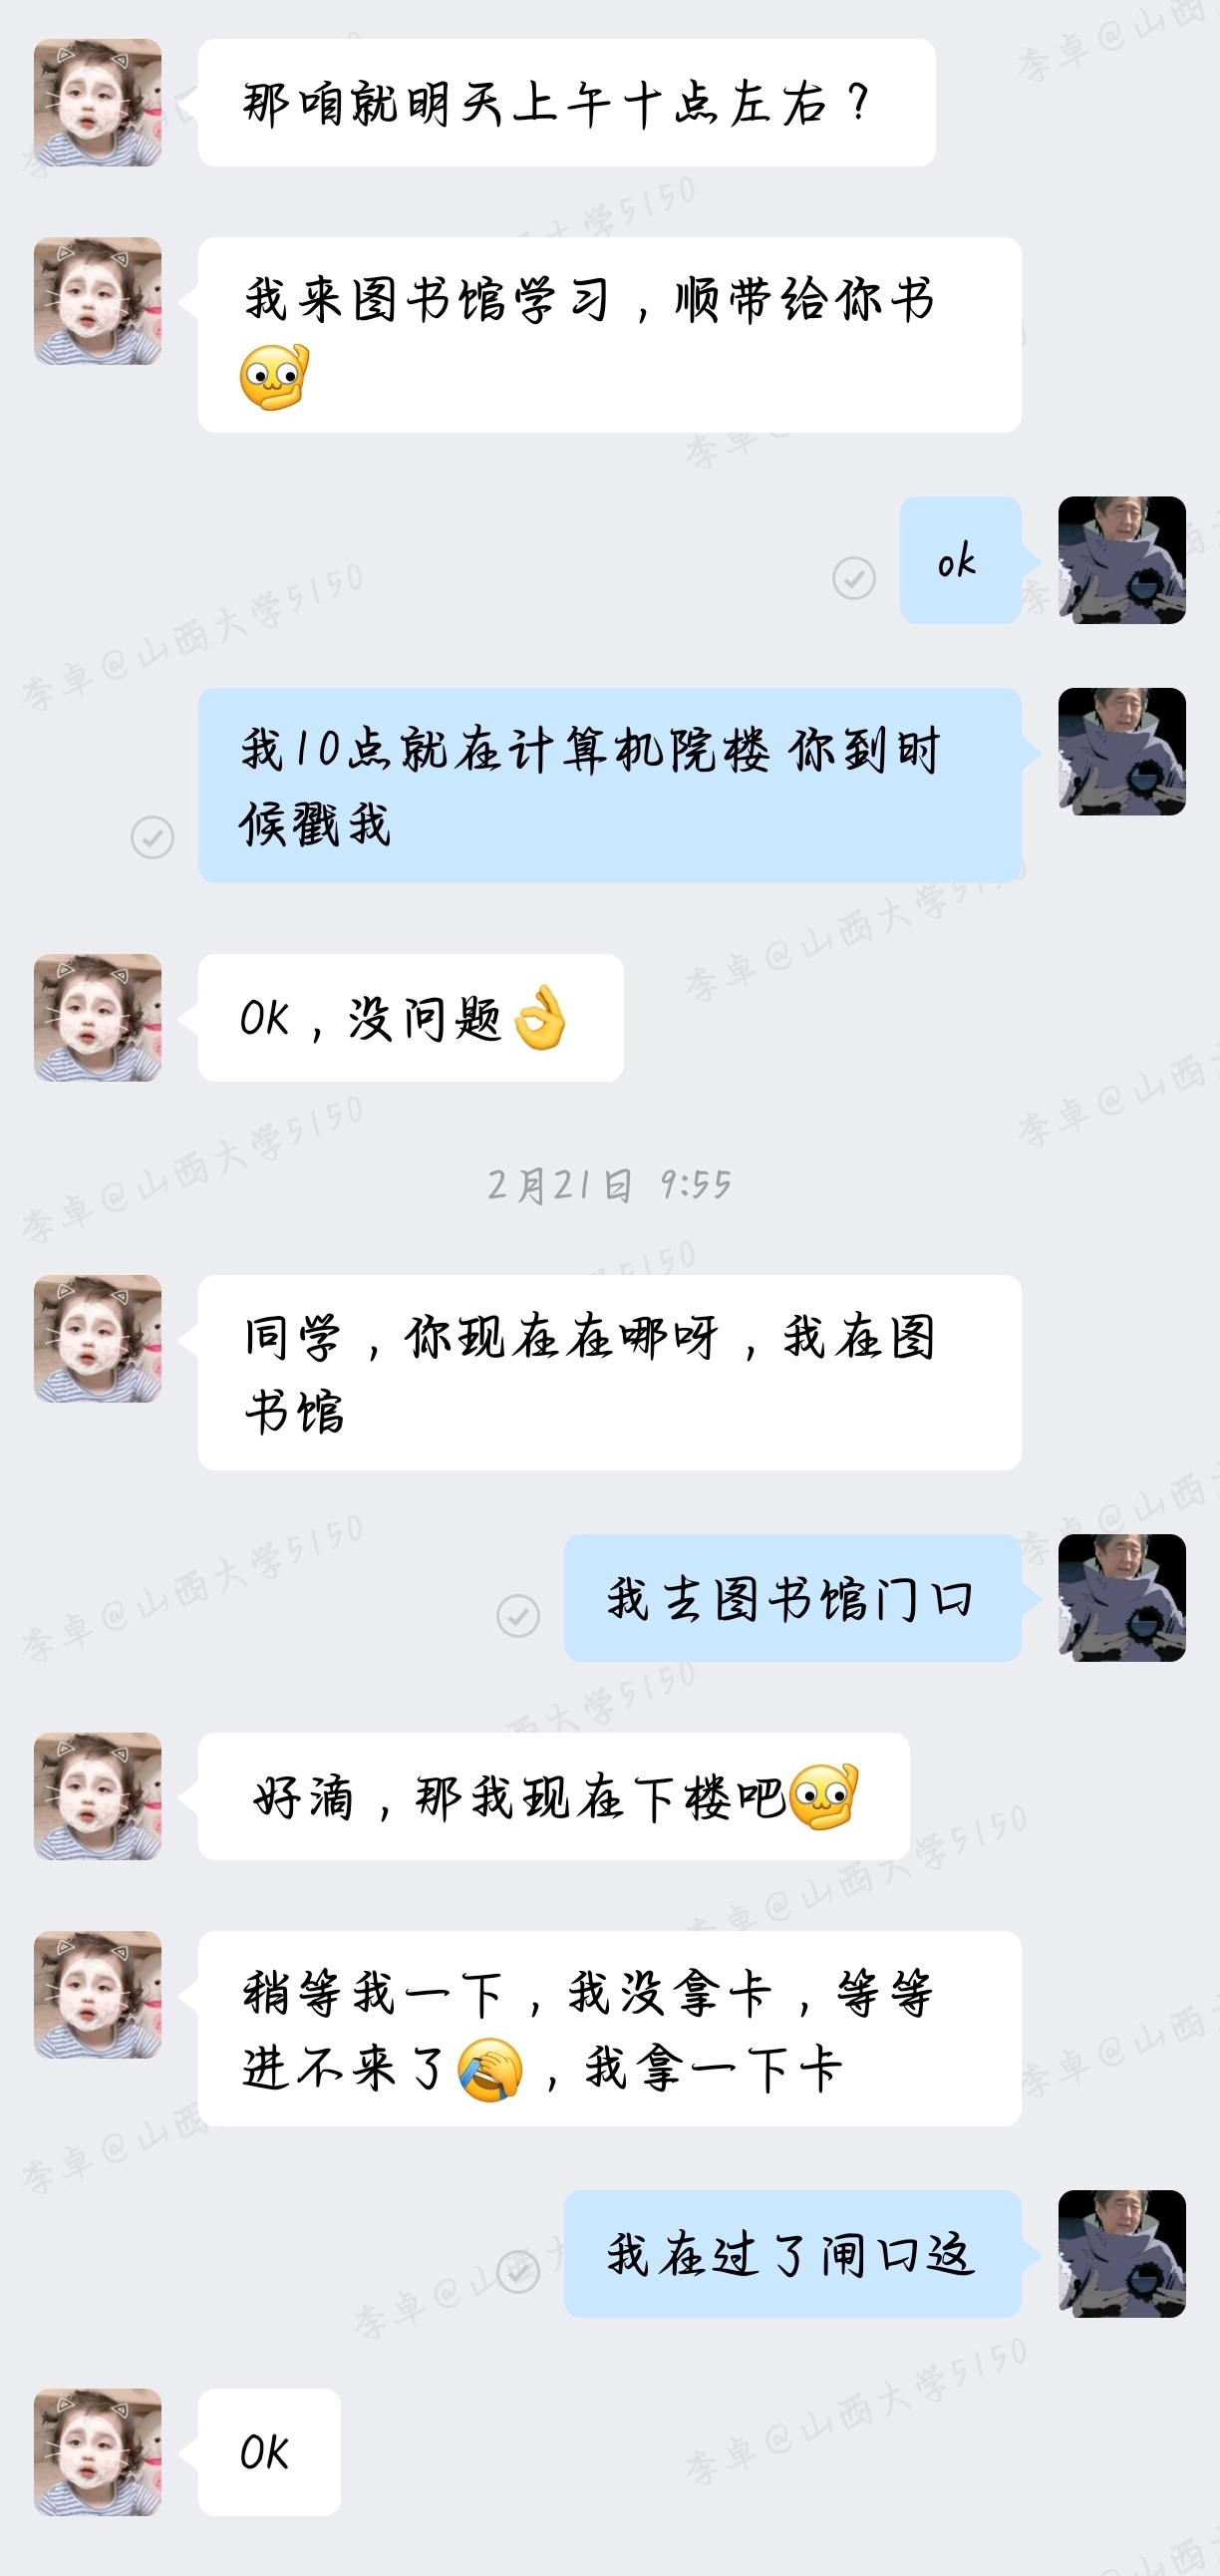 那咱就明天上午十点左右？
我来图书馆学习，顺带给你书
ok
我10点就在计算机院楼 你到时
候戳我
OK，没问题
2月21日 9:55
同学，你现在在哪呀，我在图
书馆
我去图书馆门口
好滴，那我现在下楼吧
稍等我一下，我没拿卡，等等
进不来了，我拿一下卡
我在过了闸口这
OK
李卓@山西大学5150